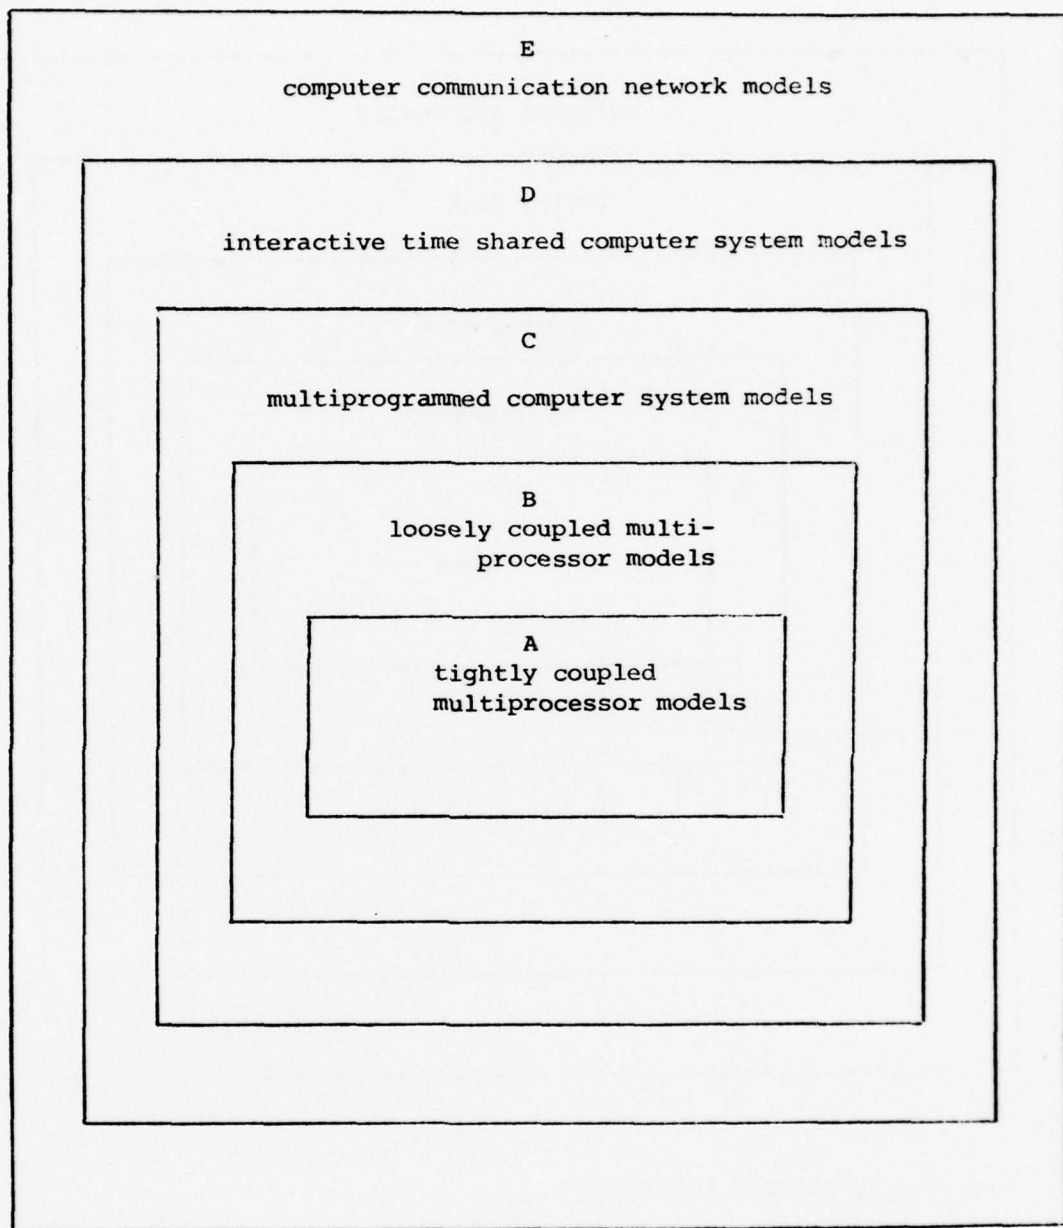 E
computer communication network models
D
interactive time shared computer system models
C
multiprogrammed computer system models
B
loosely coupled multi-
processor models
A
tightly coupled
multiprocessor models